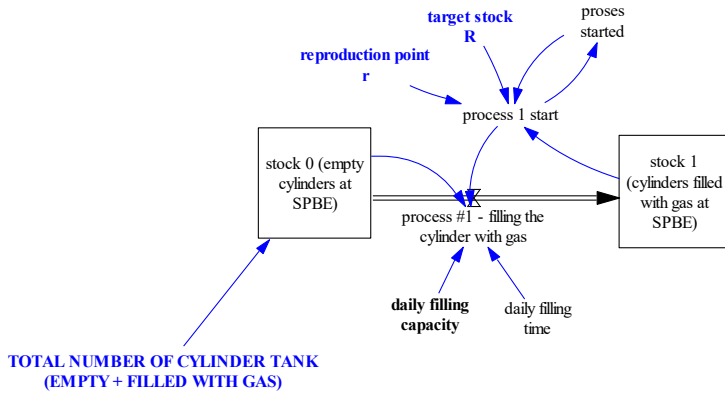 target stock
R
proses
started
reproduction point
r
process 1 start
stock 0 (empty
cylinders at
SPBE)
stock 1
(cylinders filled
with gas at
SPBE)
process #1 - filling the
cylinder with gas
daily filling
capacity
daily filling
time
TOTAL NUMBER OF CYLINDER TANK
(EMPTY + FILLED WITH GAS)